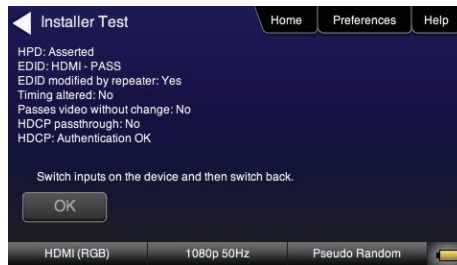 Installer Test
Home
Preferences
Help
HPD: Asserted
EDID: HDMI - PASS
EDID modified by repeater: Yes
Timing altered: No
Passes video without change: No
HDCP passthrough: No
HDCP: Authentication OK
Switch inputs on the device and then switch back.
OK
HDMI (RGB)
1080p 50Hz
Pseudo Random